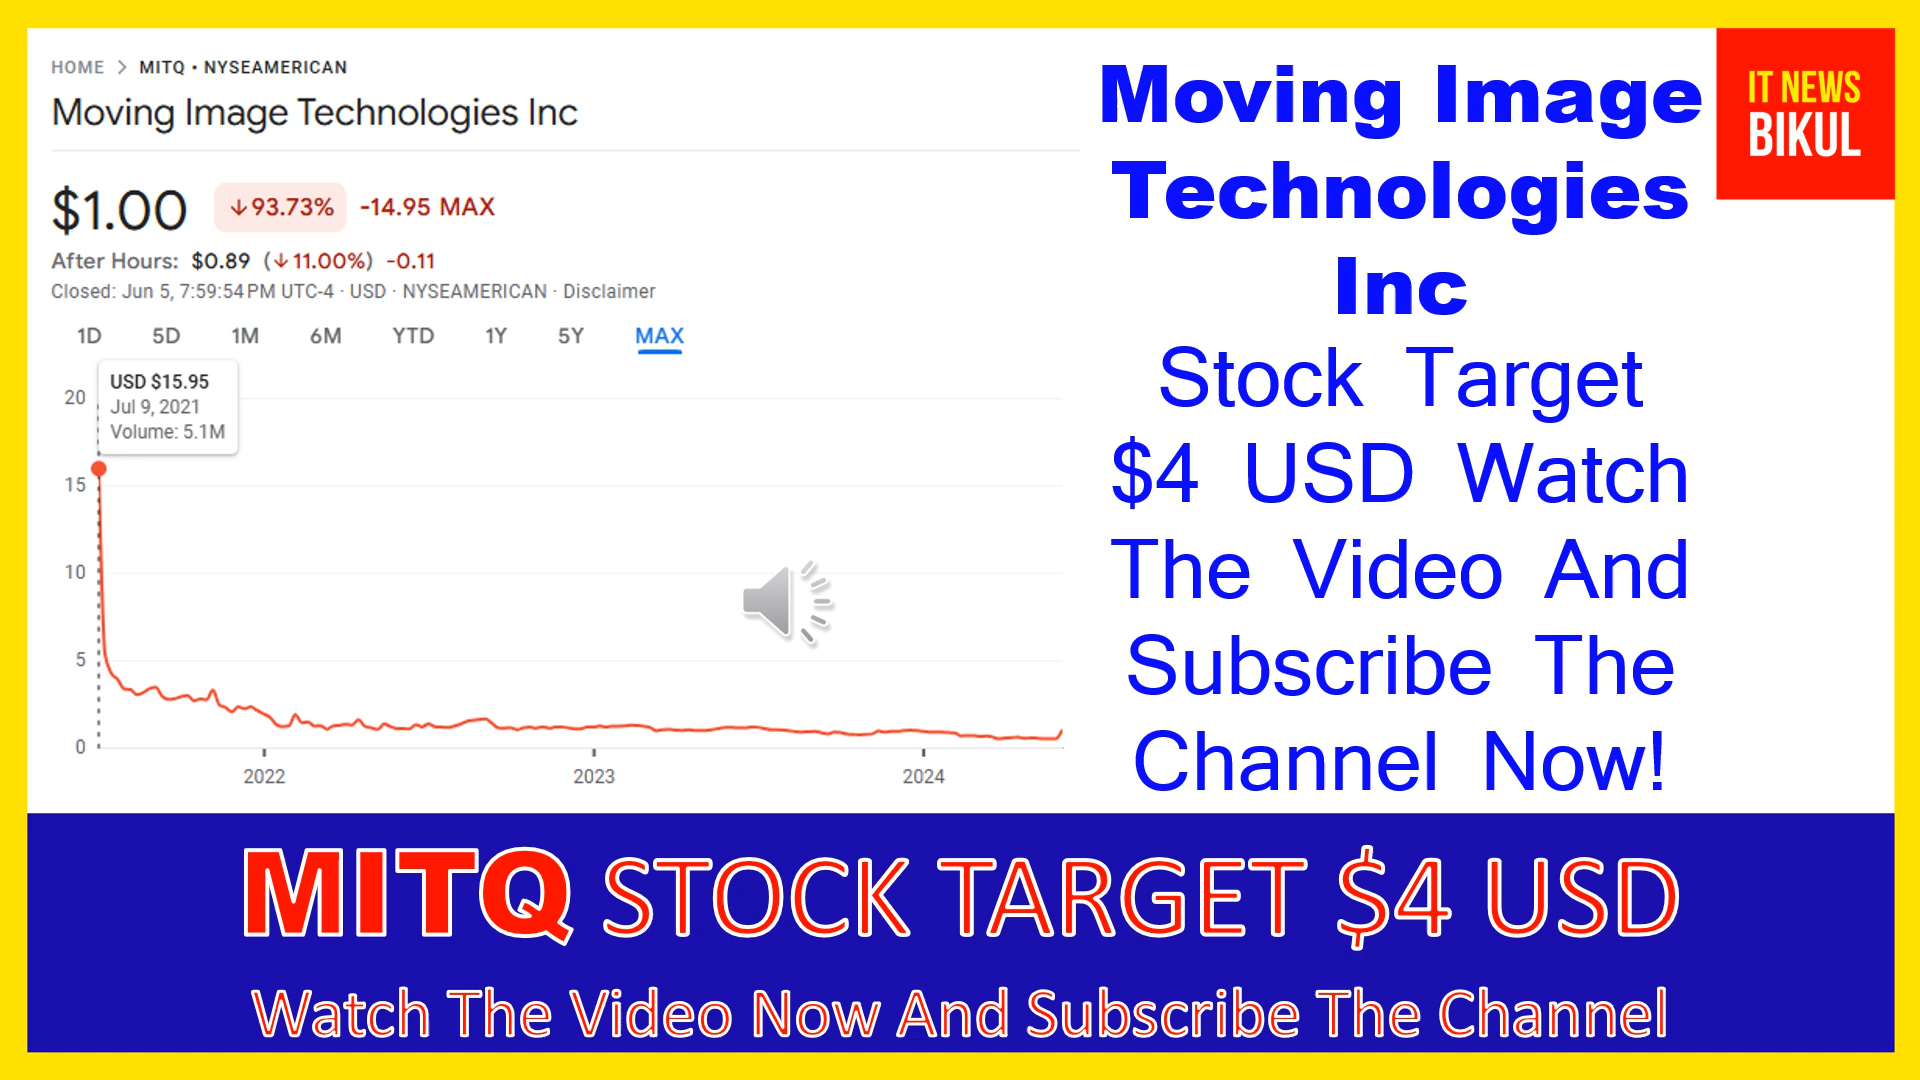 HOME > MITQ • NYSEAMERICAN
Moving Image Technologies Inc
$1.00 ↓93.73% -14.95 MAX
After Hours: $0.89 (↓11.00%) -0.11
Closed: Jun 5, 7:59:54 PM UTC-4 · USD · NYSEAMERICAN · Disclaimer
1D 5D 1M 6M YTD 1Y 5Y MAX
USD $15.95
Jul 9, 2021
Volume: 5.1M
20
15
10
5
0
2022 2023 2024
Moving Image
Technologies
Inc
Stock Target
$4 USD Watch
The Video And
Subscribe The
Channel Now!
IT NEWS
BIKUL
MITQ STOCK TARGET $4 USD
Watch The Video Now And Subscribe The Channel